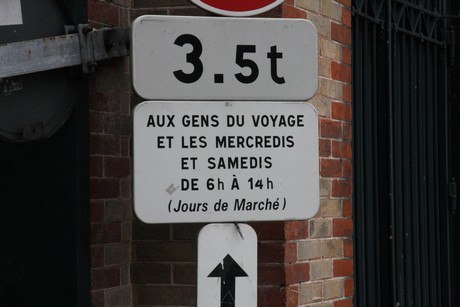 3.5t
AUX GENS DU VOYAGE
ET LES MERCREDIS
ET SAMEDIS
DE 6h À 14h
(Jours de Marché)